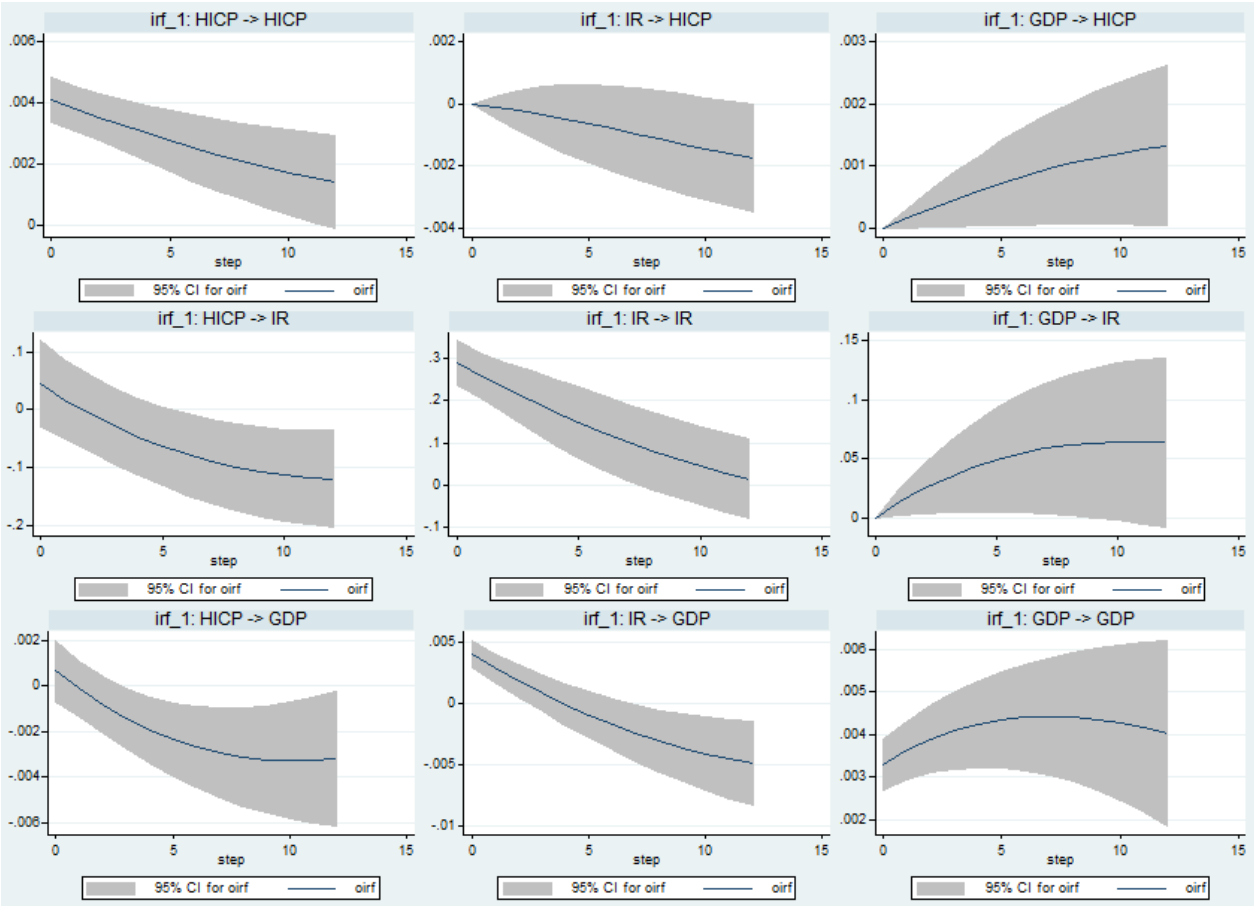 irf_1: HICP -> HICP
.006
.004
.002
0
0 5 10 15
step
95% CI for oirf oirf
irf_1: IR -> HICP
.002
0
-.002
-.004
0 5 10 15
step
95% CI for oirf oirf
irf_1: GDP -> HICP
.003
.002
.001
0
0 5 10 15
step
95% CI for oirf oirf
irf_1: HICP -> IR
.1
0
-.1
-.2
0 5 10 15
step
95% CI for oirf oirf
irf_1: IR -> IR
.3
.2
.1
0
-.1
0 5 10 15
step
95% CI for oirf oirf
irf_1: GDP -> IR
.15
.1
.05
0
0 5 10 15
step
95% CI for oirf oirf
irf_1: HICP -> GDP
.002
0
-.002
-.004
-.006
0 5 10 15
step
95% CI for oirf oirf
irf_1: IR -> GDP
.005
0
-.005
-.01
0 5 10 15
step
95% CI for oirf oirf
irf_1: GDP -> GDP
.006
.005
.004
.003
.002
0 5 10 15
step
95% CI for oirf oirf